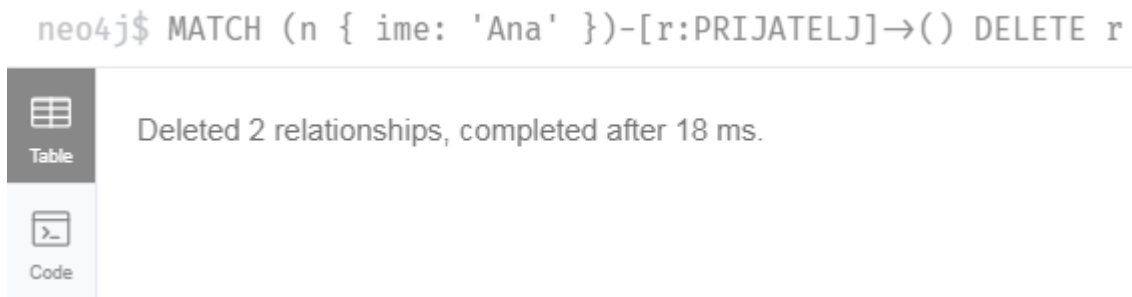 neo4j$ MATCH (n { ime: 'Ana' })-[r:PRIJATELJ]→() DELETE r
Deleted 2 relationships, completed after 18 ms.
Table
Code